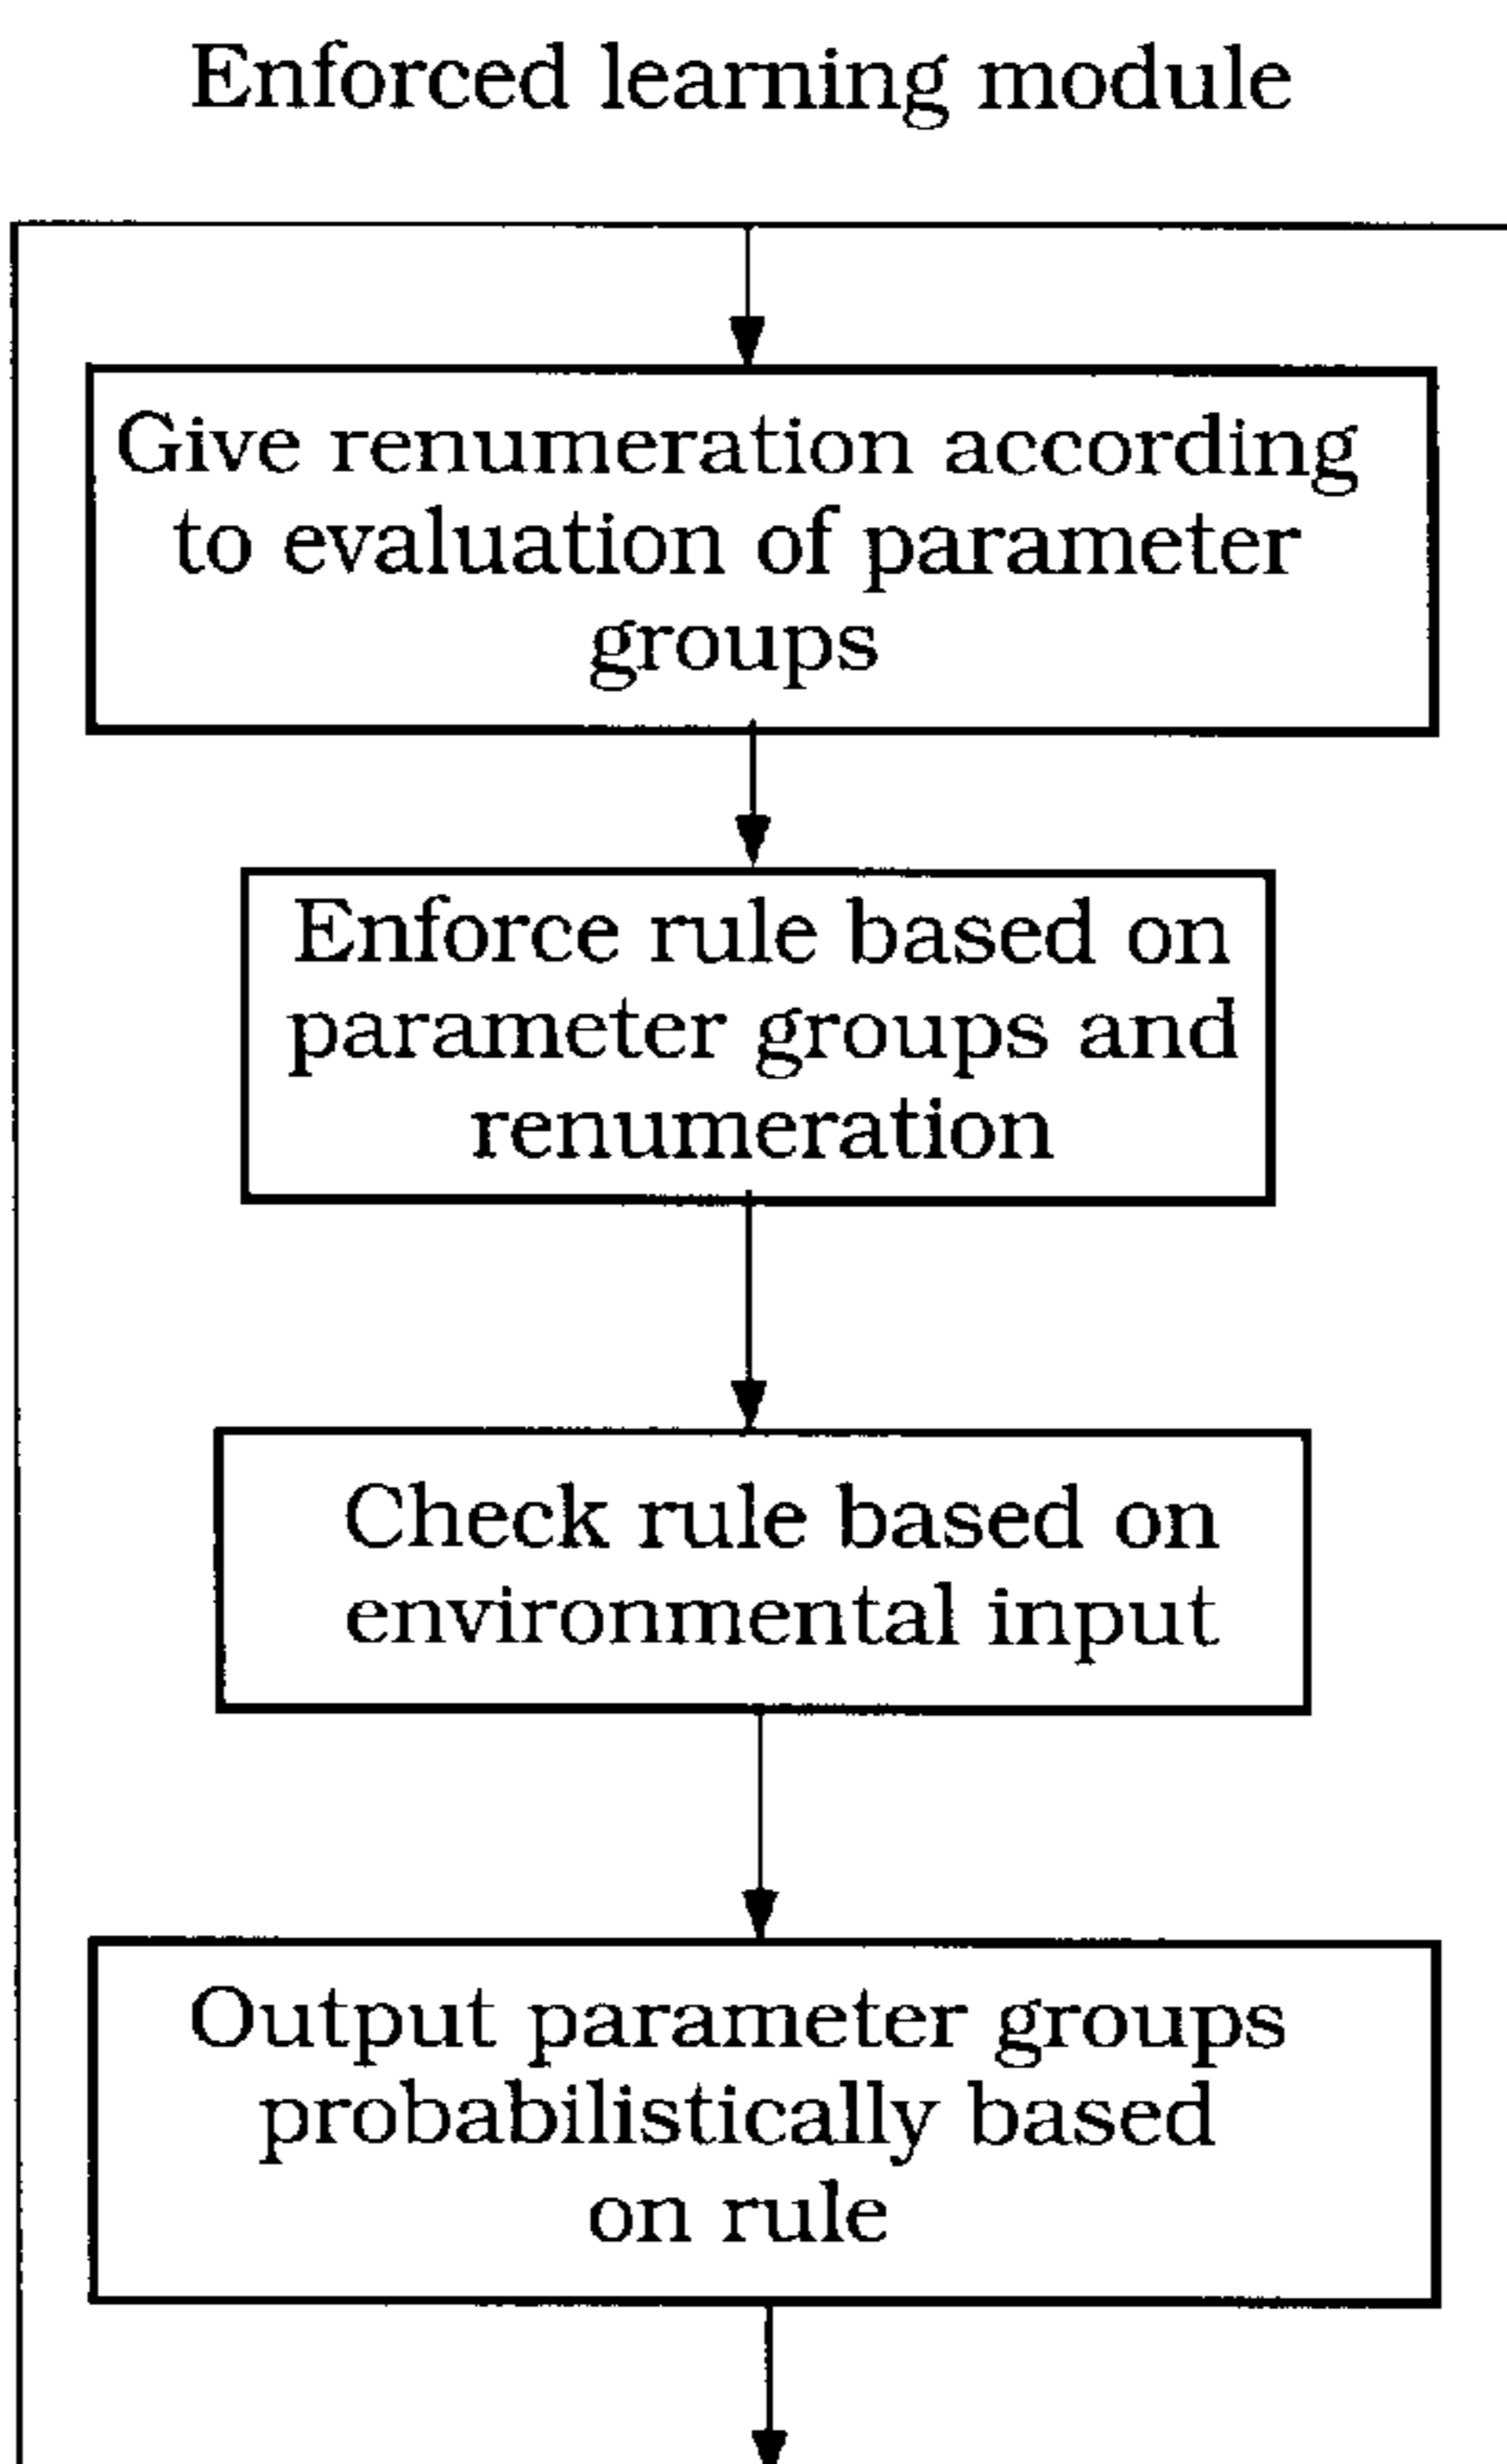 Enforced learning module
Give renumeration according
to evaluation of parameter
groups
Enforce rule based on
parameter groups and
renumeration
Check rule based on
environmental input
Output parameter groups
probabilistically based
on rule